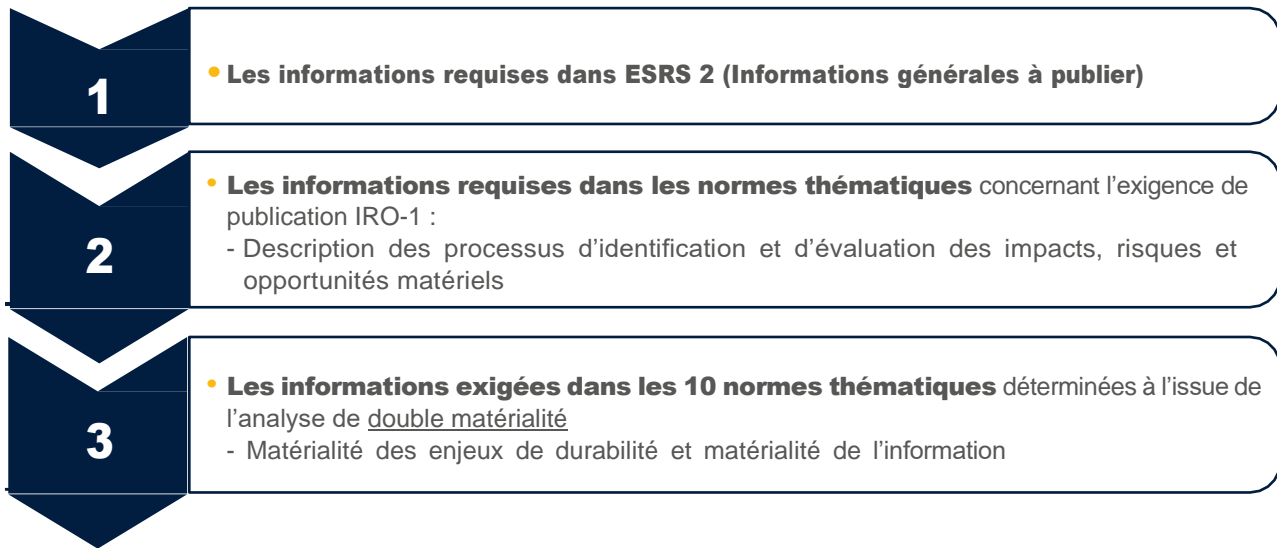 1
• Les informations requises dans ESRS 2 (Informations générales à publier)
2
• Les informations requises dans les normes thématiques concernant l’exigence de
publication IRO-1 :
- Description des processus d’identification et d’évaluation des impacts, risques et
opportunités matériels
3
• Les informations exigées dans les 10 normes thématiques déterminées à l’issue de
l’analyse de double matérialité
- Matérialité des enjeux de durabilité et matérialité de l’information